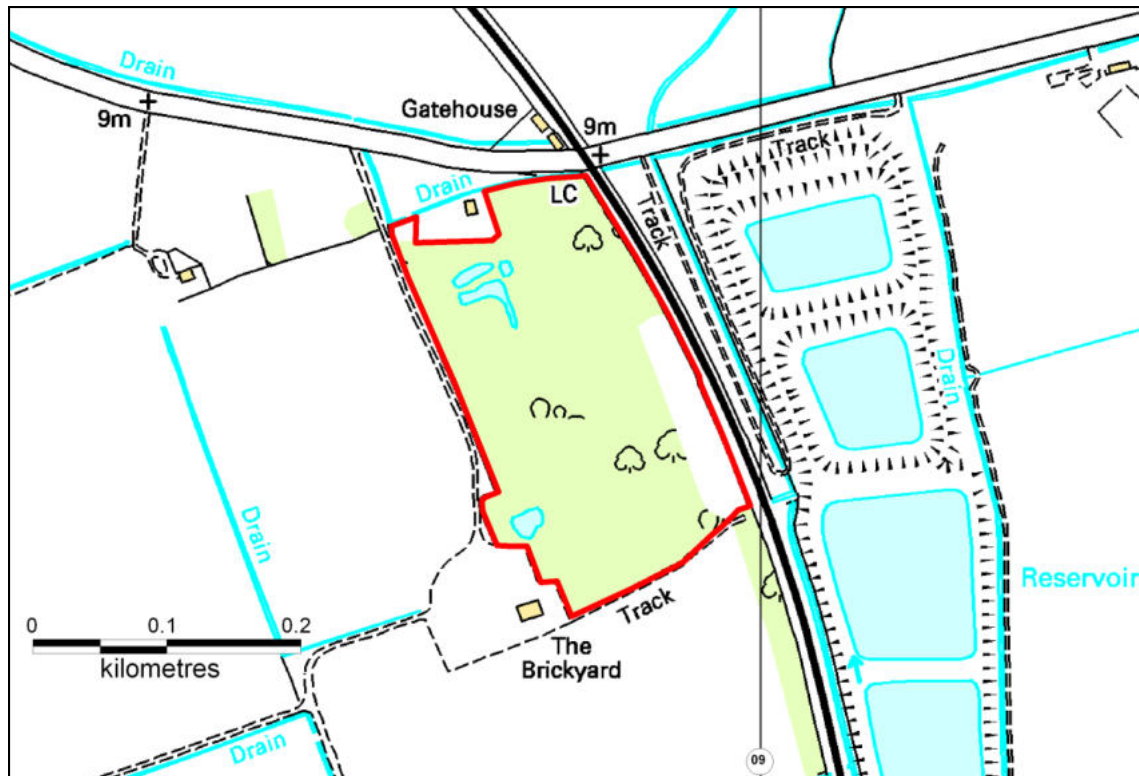 Drain
9m
Gatehouse
9m
Track
Drain
LC
Track
Drain
Drain
Reservoir
0 0.1 0.2
kilometres
Track
The
Brickyard
Drain
09